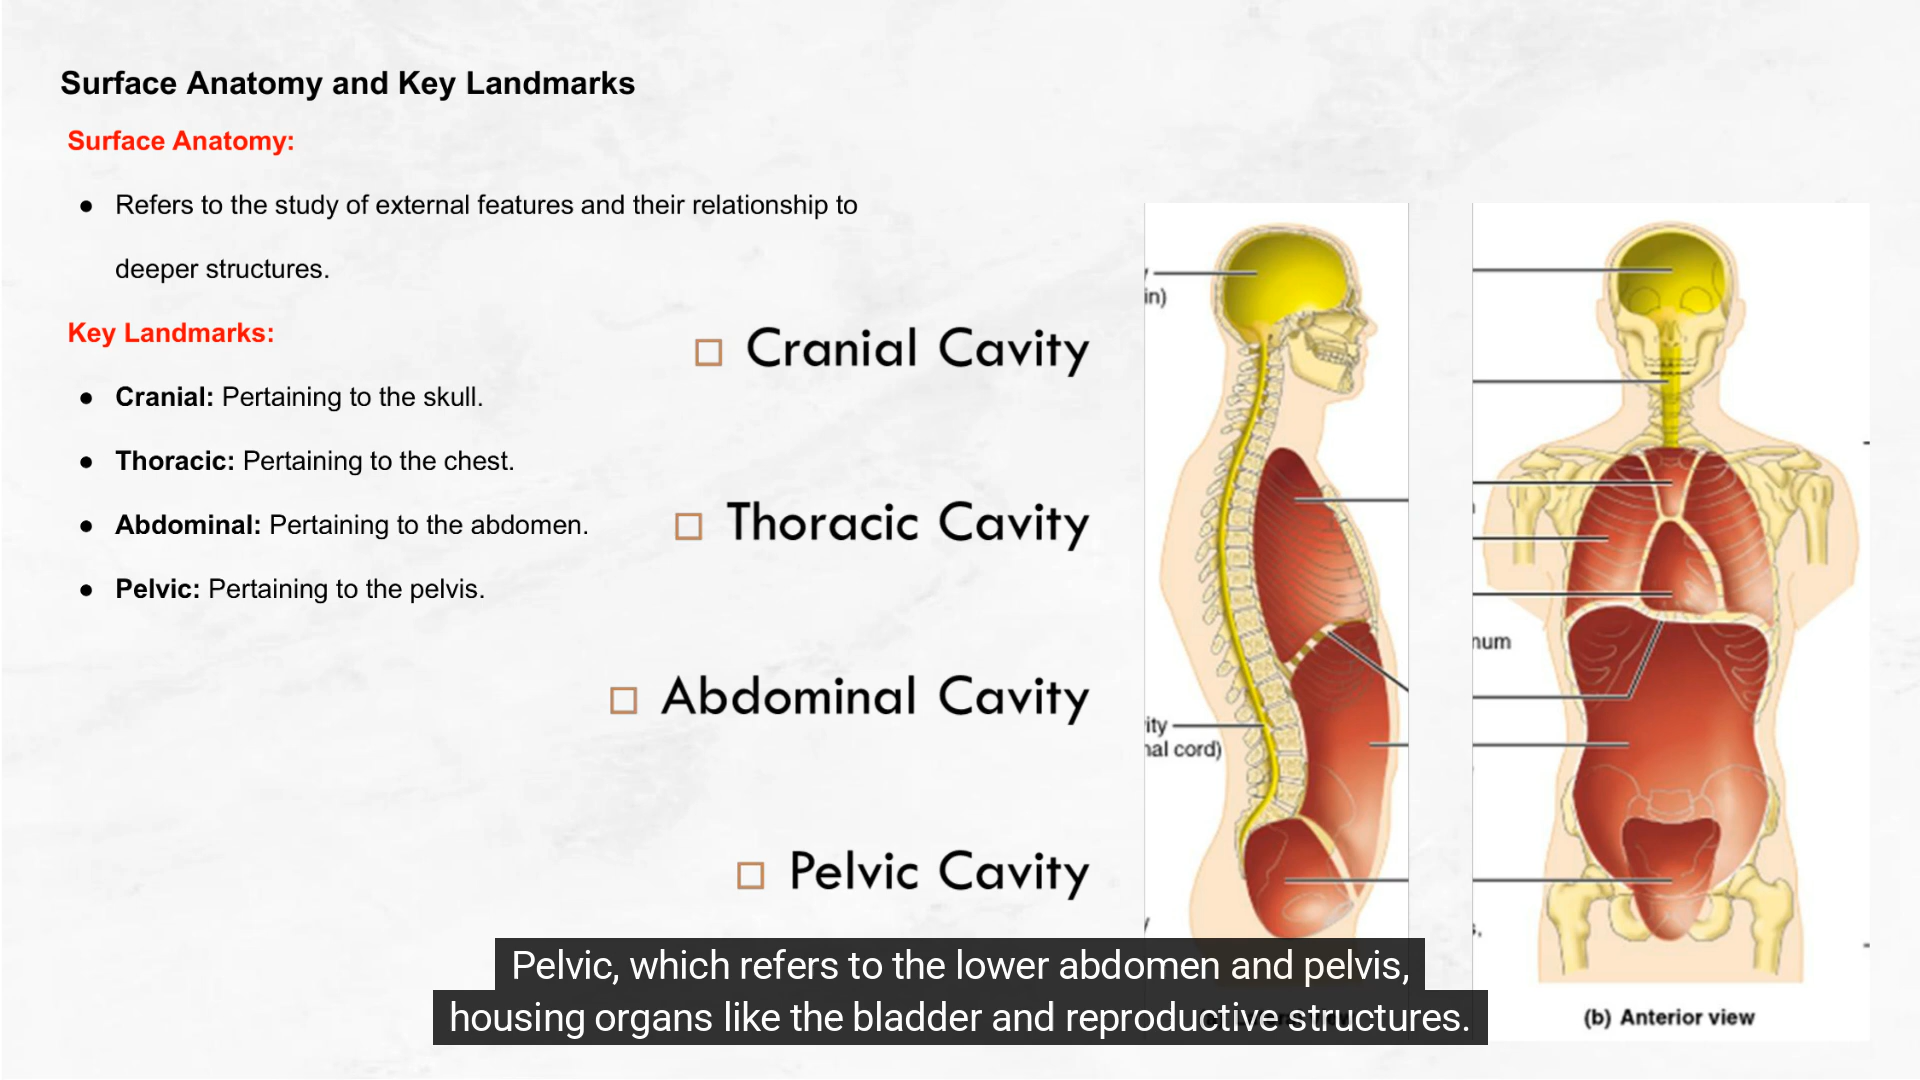 Surface Anatomy and Key Landmarks
Surface Anatomy:
● Refers to the study of external features and their relationship to
deeper structures.
Key Landmarks:
● Cranial: Pertaining to the skull.
● Thoracic: Pertaining to the chest.
● Abdominal: Pertaining to the abdomen.
● Pelvic: Pertaining to the pelvis.
Cranial Cavity
Thoracic Cavity
Abdominal Cavity
Pelvic Cavity
in)
ity
nal cord)
num
(b) Anterior view
Pelvic, which refers to the lower abdomen and pelvis,
housing organs like the bladder and reproductive structures.